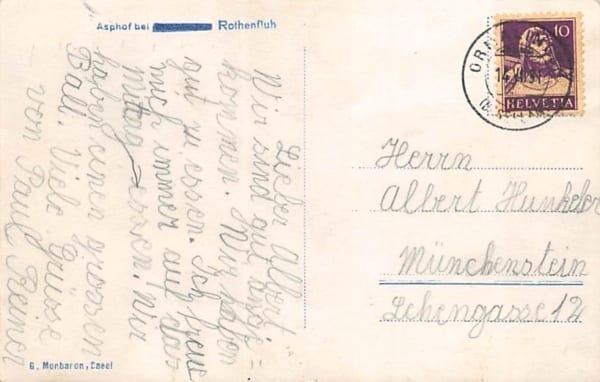 Asphof bei Rothenfluh
Lieber Albert
Wir sind gut ange=
kommen. Wir haben
gut zu essen. Ich freue
mich immer auf das
Mittag essen. Wir
haben einen grossen
Ball. Viele Grüsse
von Paul Reiner
G. Monbaron, Basel
10
HELVETIA
14
Herrn
Albert Hunkeler
Münchenstein
Lehengasse 12